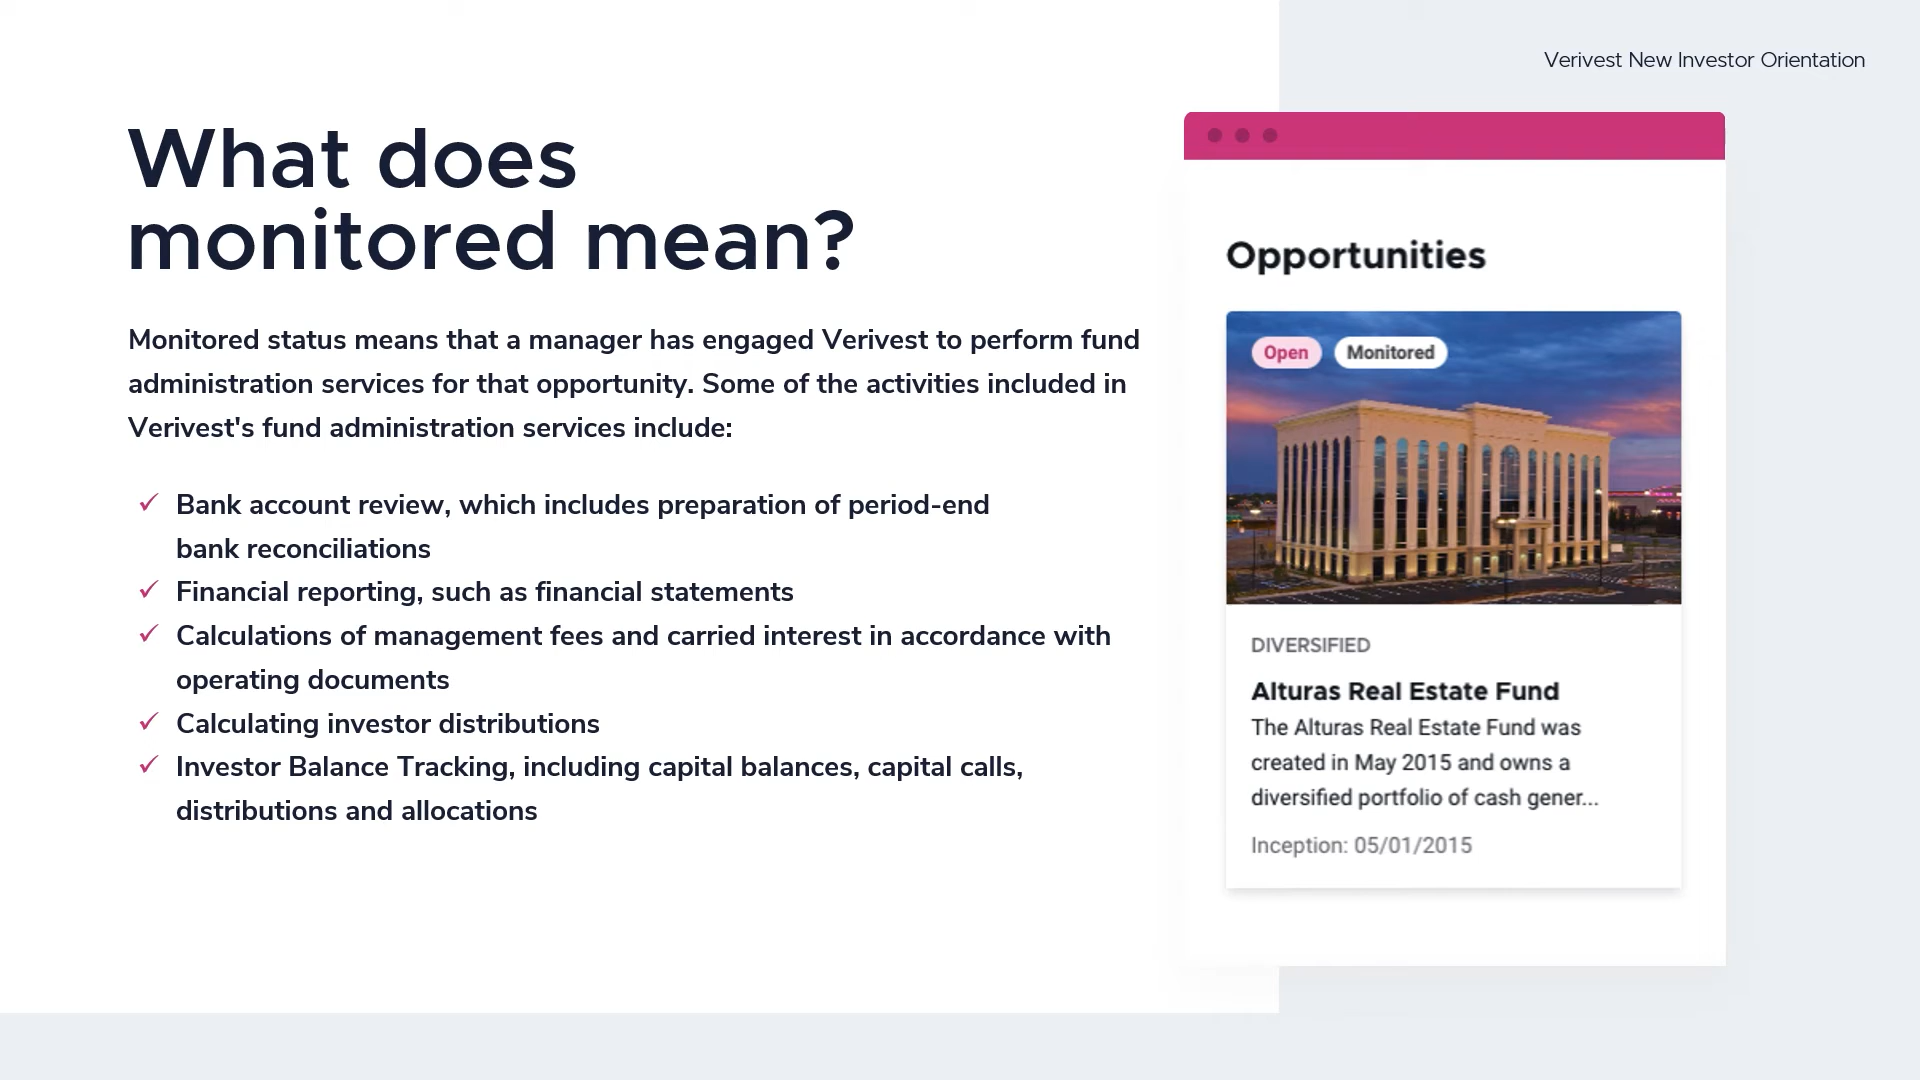 Verivest New Investor Orientation
What does
monitored mean?
Monitored status means that a manager has engaged Verivest to perform fund
administration services for that opportunity. Some of the activities included in
Verivest's fund administration services include:
✓ Bank account review, which includes preparation of period-end
bank reconciliations
✓ Financial reporting, such as financial statements
✓ Calculations of management fees and carried interest in accordance with
operating documents
✓ Calculating investor distributions
✓ Investor Balance Tracking, including capital balances, capital calls,
distributions and allocations
Opportunities
Open Monitored
DIVERSIFIED
Alturas Real Estate Fund
The Alturas Real Estate Fund was
created in May 2015 and owns a
diversified portfolio of cash gener...
Inception: 05/01/2015